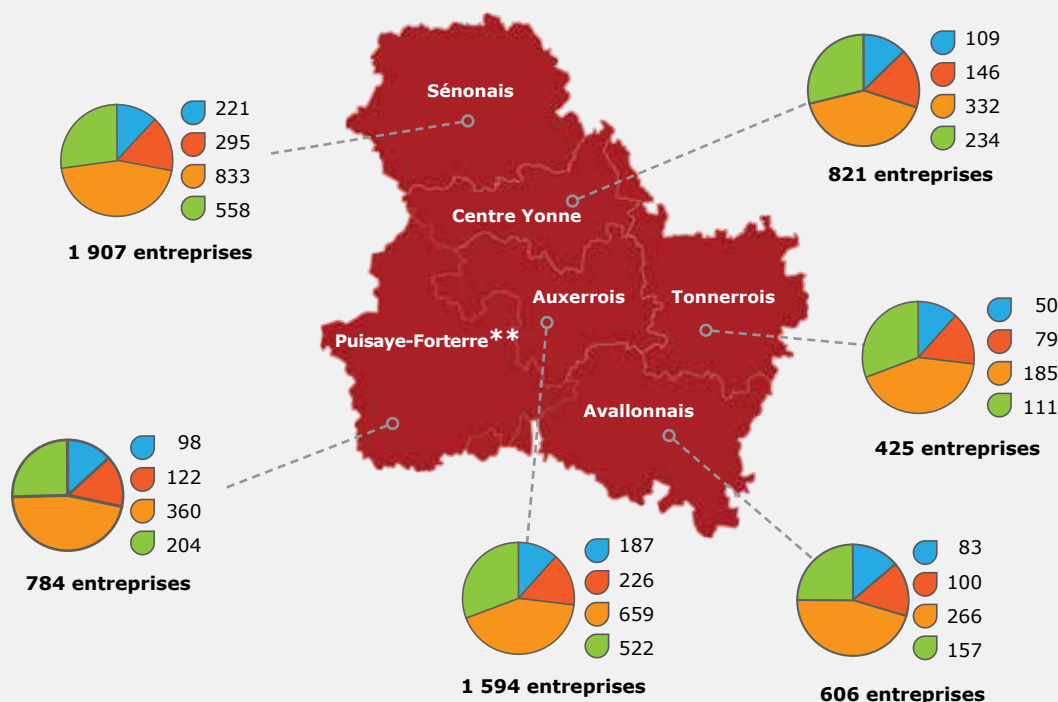 Sénonais
Centre Yonne
Auxerrois
Tonnerrois
Puisaye-Forterre**
Avallonnais
221
295
833
558
1 907 entreprises
109
146
332
234
821 entreprises
50
79
185
111
425 entreprises
98
122
360
204
784 entreprises
187
226
659
522
1 594 entreprises
83
100
266
157
606 entreprises